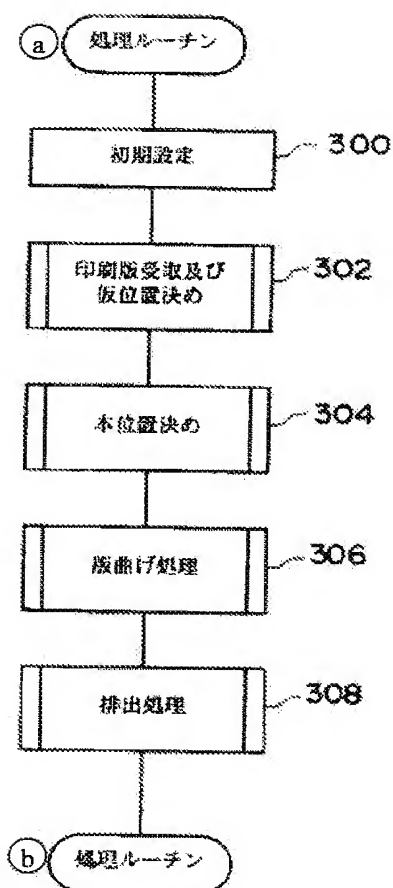 a 処理ルーチン
初期設定 300
印刷版受取及び 302
仮位置決め
本位置決め 304
版曲げ処理 306
排出処理 308
b 処理ルーチン